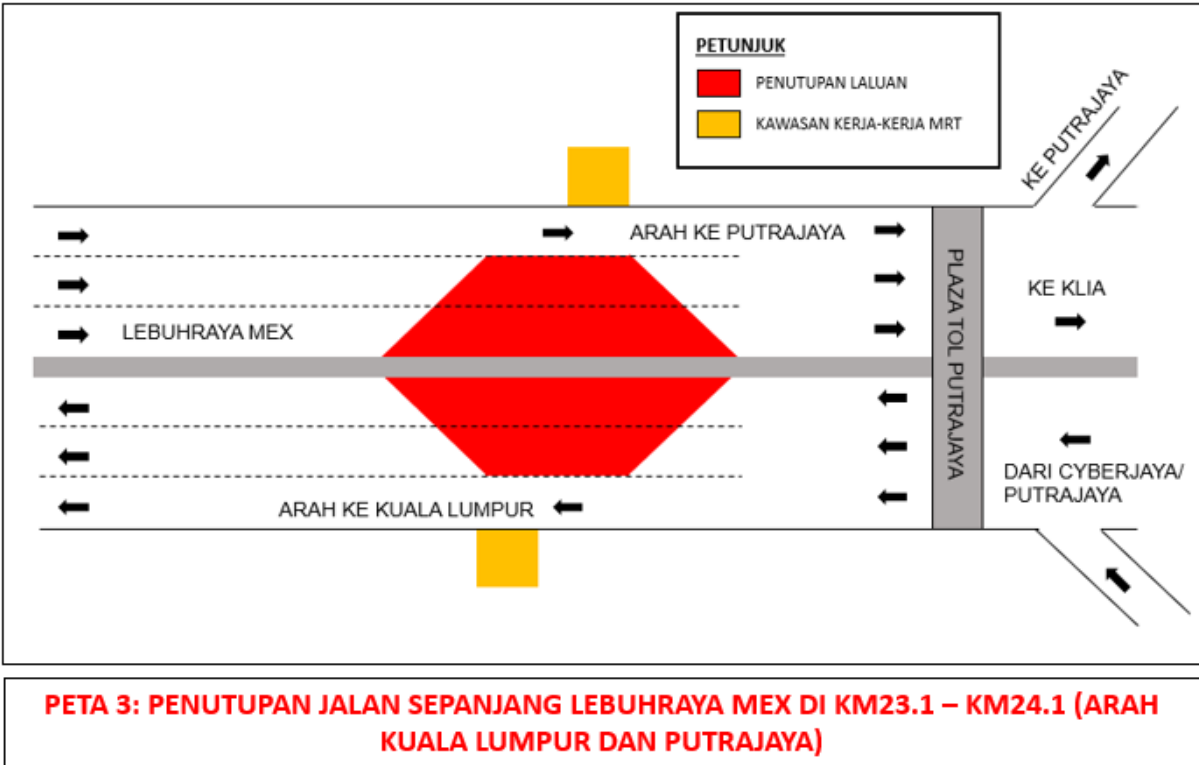 PETUNJUK
PENUTUPAN LALUAN
KAWASAN KERJA-KERJA MRT
KE PUTRAJAYA
ARAH KE PUTRAJAYA
PLAZA TOL PUTRAJAYA
KE KLIA
LEBUHRAYA MEX
DARI CYBERJAYA/
PUTRAJAYA
ARAH KE KUALA LUMPUR
PETA 3: PENUTUPAN JALAN SEPANJANG LEBUHRAYA MEX DI KM23.1 – KM24.1 (ARAH
KUALA LUMPUR DAN PUTRAJAYA)